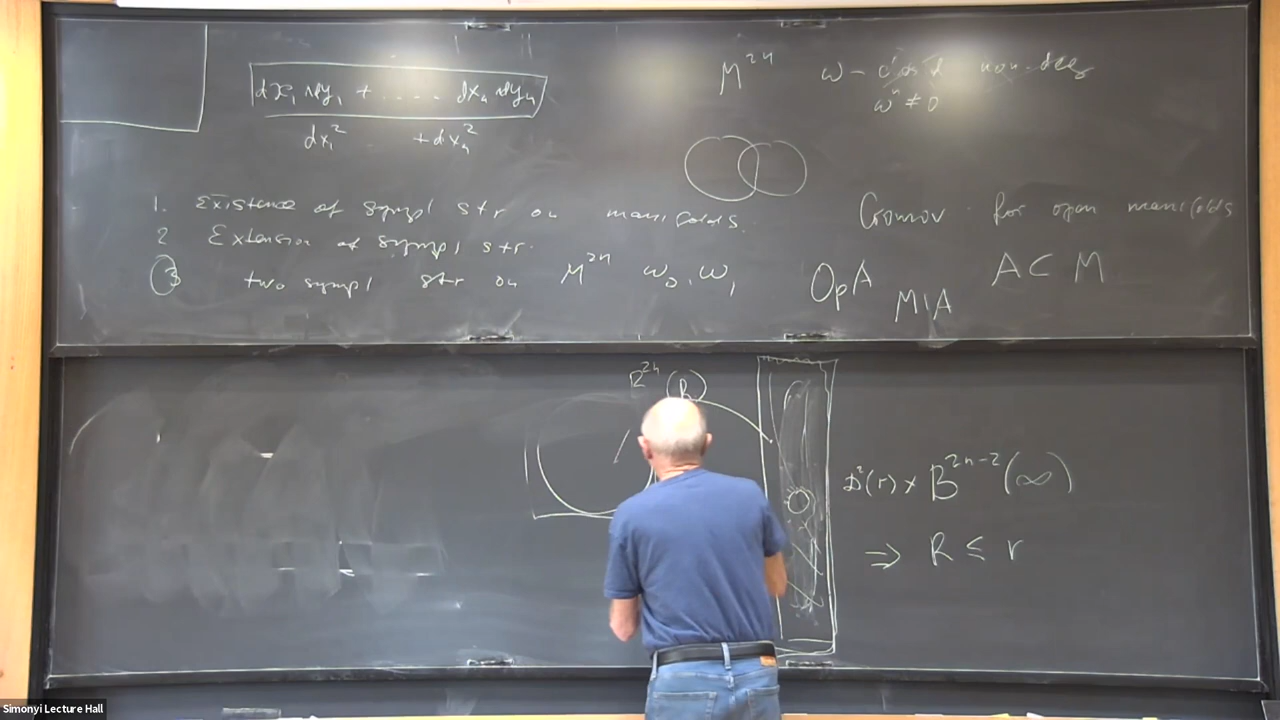 dx₁∧dy₁ + .... dxₙ∧dyₙ
dx₁² + dxₙ²
M²ⁿ ω – closed non-deg
ωⁿ ≠ 0
1. Existence of sympl str on manifolds.
2 Extension of sympl str.
3 two sympl str on M²ⁿ ω₀, ω₁
Gromov. for open manifolds
Op A
M\A
A ⊂ M
B²ⁿ(R)
D²(r) × B²ⁿ⁻²(∞)
⇒ R ≤ r
Simonyi Lecture Hall